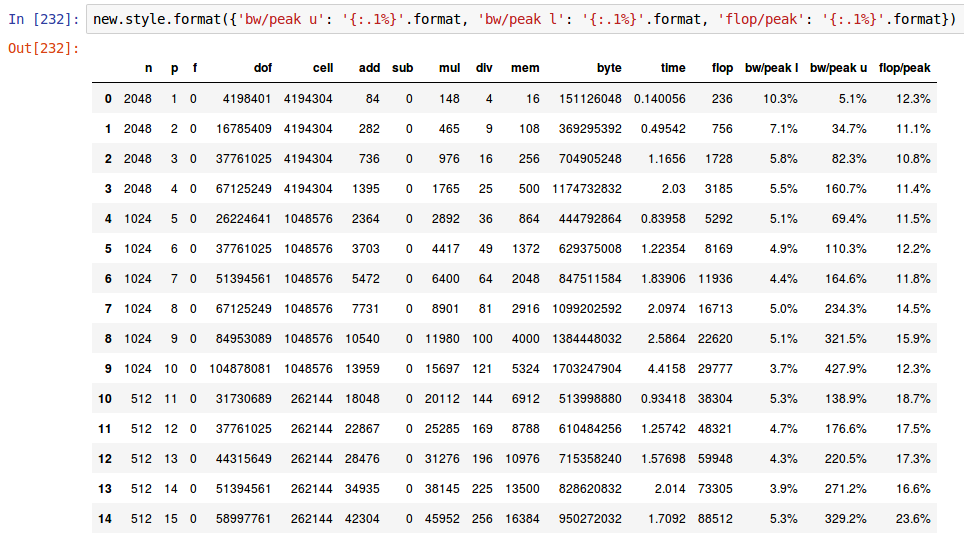 In [232]: new.style.format({'bw/peak u': '{:.1%}'.format, 'bw/peak l': '{:.1%}'.format, 'flop/peak': '{:.1%}'.format})
Out[232]:
n p f dof cell add sub mul div mem byte time flop bw/peak l bw/peak u flop/peak
0 2048 1 0 4198401 4194304 84 0 148 4 16 151126048 0.140056 236 10.3% 5.1% 12.3%
1 2048 2 0 16785409 4194304 282 0 465 9 108 369295392 0.49542 756 7.1% 34.7% 11.1%
2 2048 3 0 37761025 4194304 736 0 976 16 256 704905248 1.1656 1728 5.8% 82.3% 10.8%
3 2048 4 0 67125249 4194304 1395 0 1765 25 500 1174732832 2.03 3185 5.5% 160.7% 11.4%
4 1024 5 0 26224641 1048576 2364 0 2892 36 864 444792864 0.83958 5292 5.1% 69.4% 11.5%
5 1024 6 0 37761025 1048576 3703 0 4417 49 1372 629375008 1.22354 8169 4.9% 110.3% 12.2%
6 1024 7 0 51394561 1048576 5472 0 6400 64 2048 847511584 1.83906 11936 4.4% 164.6% 11.8%
7 1024 8 0 67125249 1048576 7731 0 8901 81 2916 1099202592 2.0974 16713 5.0% 234.3% 14.5%
8 1024 9 0 84953089 1048576 10540 0 11980 100 4000 1384448032 2.5864 22620 5.1% 321.5% 15.9%
9 1024 10 0 104878081 1048576 13959 0 15697 121 5324 1703247904 4.4158 29777 3.7% 427.9% 12.3%
10 512 11 0 31730689 262144 18048 0 20112 144 6912 513998880 0.93418 38304 5.3% 138.9% 18.7%
11 512 12 0 37761025 262144 22867 0 25285 169 8788 610484256 1.25742 48321 4.7% 176.6% 17.5%
12 512 13 0 44315649 262144 28476 0 31276 196 10976 715358240 1.57698 59948 4.3% 220.5% 17.3%
13 512 14 0 51394561 262144 34935 0 38145 225 13500 828620832 2.014 73305 3.9% 271.2% 16.6%
14 512 15 0 58997761 262144 42304 0 45952 256 16384 950272032 1.7092 88512 5.3% 329.2% 23.6%